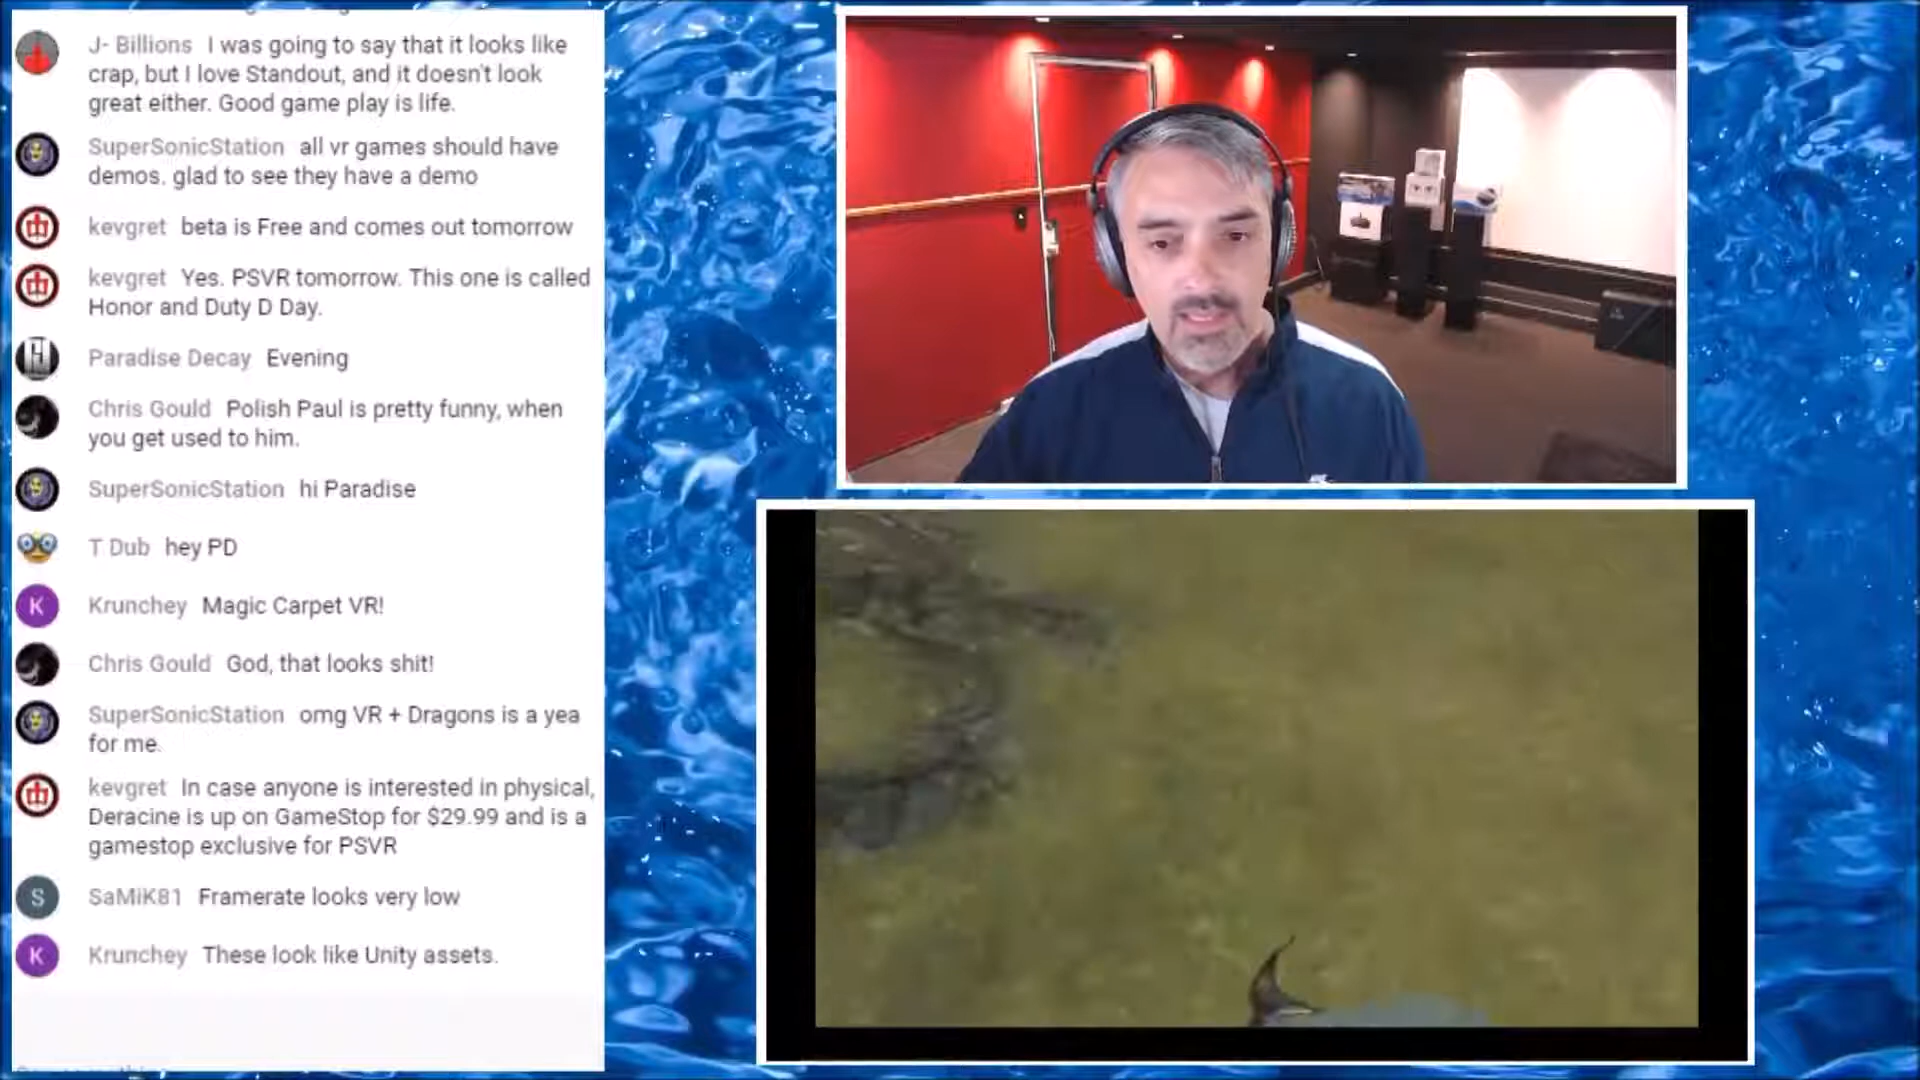 J- Billions I was going to say that it looks like
crap, but I love Standout, and it doesn't look
great either. Good game play is life.
SuperSonicStation all vr games should have
demos. glad to see they have a demo
kevgret beta is Free and comes out tomorrow
kevgret Yes. PSVR tomorrow. This one is called
Honor and Duty D Day.
Paradise Decay Evening
Chris Gould Polish Paul is pretty funny, when
you get used to him.
SuperSonicStation hi Paradise
T Dub hey PD
K Krunchey Magic Carpet VR!
Chris Gould God, that looks shit!
SuperSonicStation omg VR + Dragons is a yea
for me.
kevgret In case anyone is interested in physical,
Deracine is up on GameStop for $29.99 and is a
gamestop exclusive for PSVR
S SaMiK81 Framerate looks very low
K Krunchey These look like Unity assets.